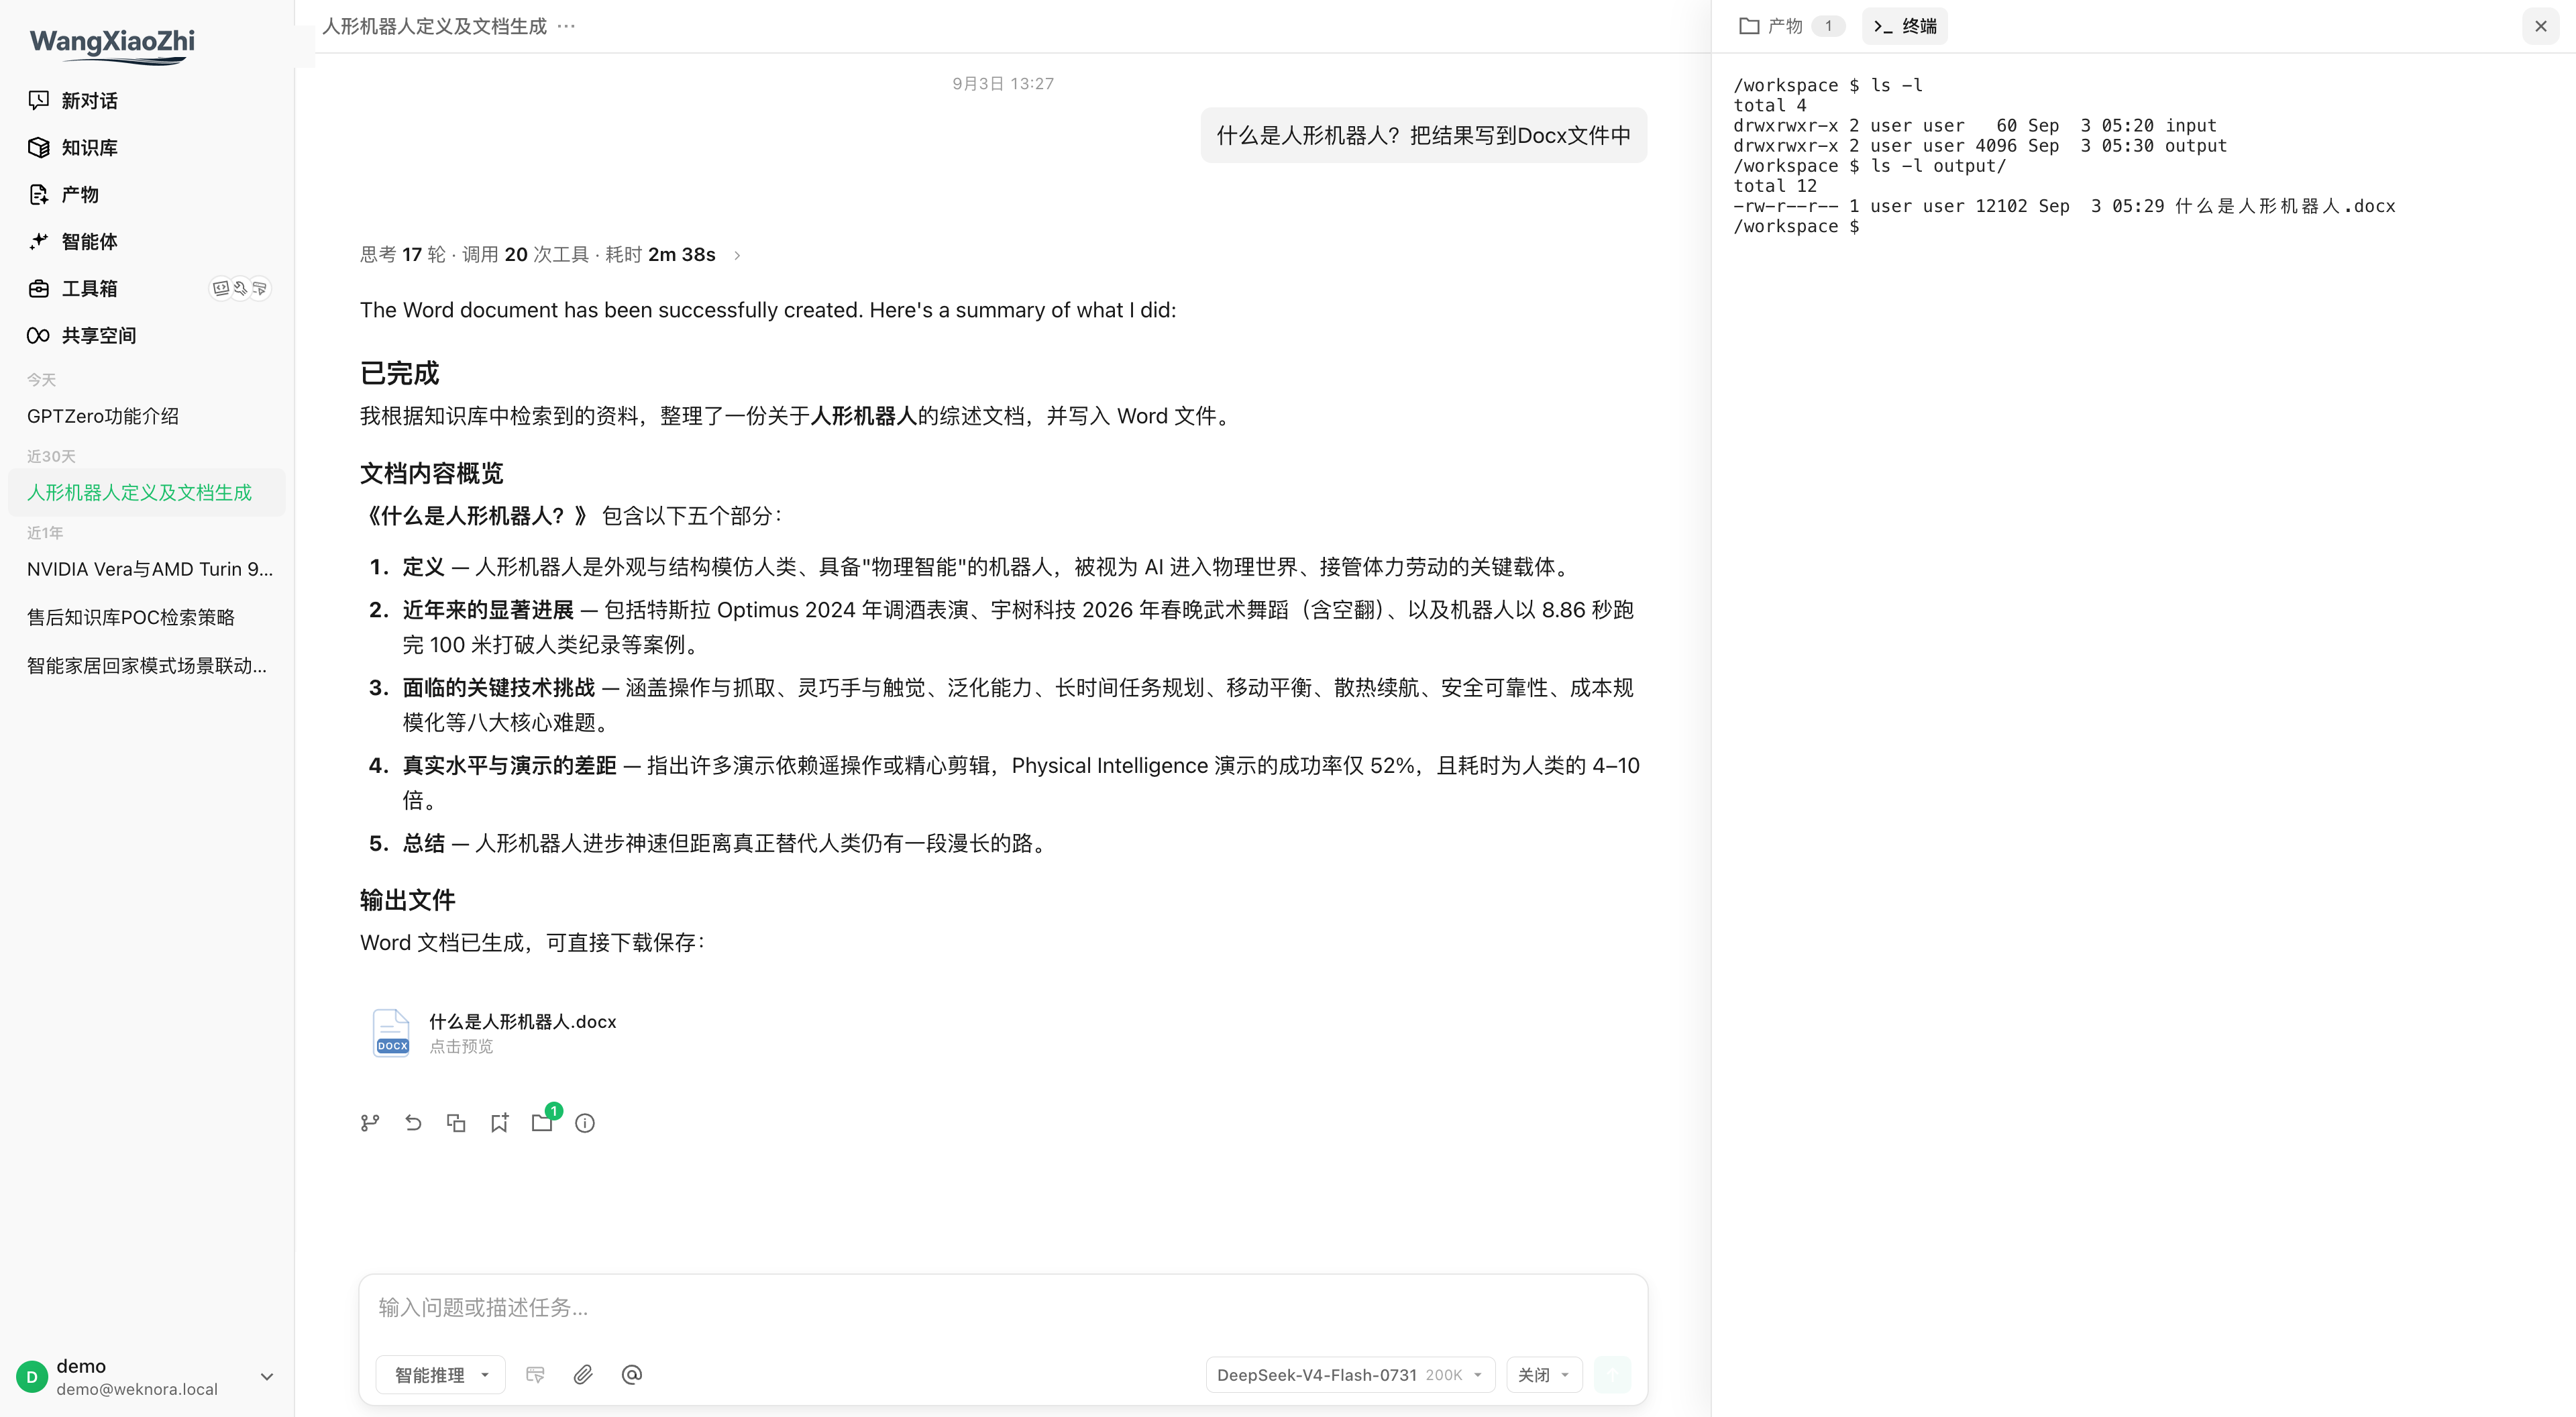 WangXiaoZhi
新对话
知识库
产物
智能体
工具箱
共享空间
今天
GPTZero功能介绍
近30天
人形机器人定义及文档生成
近1年
NVIDIA Vera与AMD Turin 9...
售后知识库POC检索策略
智能家居回家模式场景联动...
D
demo
demo@weknora.local
人形机器人定义及文档生成 ···
9月3日 13:27
什么是人形机器人？把结果写到Docx文件中
思考 17 轮 · 调用 20 次工具 · 耗时 2m 38s
The Word document has been successfully created. Here's a summary of what I did:
已完成
我根据知识库中检索到的资料，整理了一份关于人形机器人的综述文档，并写入 Word 文件。
文档内容概览
《什么是人形机器人？》 包含以下五个部分：
1. 定义 — 人形机器人是外观与结构模仿人类、具备"物理智能"的机器人，被视为 AI 进入物理世界、接管体力劳动的关键载体。
2. 近年来的显著进展 — 包括特斯拉 Optimus 2024 年调酒表演、宇树科技 2026 年春晚武术舞蹈（含空翻）、以及机器人以 8.86 秒跑
完 100 米打破人类纪录等案例。
3. 面临的关键技术挑战 — 涵盖操作与抓取、灵巧手与触觉、泛化能力、长时间任务规划、移动平衡、散热续航、安全可靠性、成本规
模化等八大核心难题。
4. 真实水平与演示的差距 — 指出许多演示依赖遥操作或精心剪辑，Physical Intelligence 演示的成功率仅 52%，且耗时为人类的 4–10
倍。
5. 总结 — 人形机器人进步神速但距离真正替代人类仍有一段漫长的路。
输出文件
Word 文档已生成，可直接下载保存：
DOCX
什么是人形机器人.docx
点击预览
1
输入问题或描述任务...
智能推理
DeepSeek-V4-Flash-0731 200K
关闭
产物 1
>_ 终端
/workspace $ ls -l
total 4
drwxrwxr-x 2 user user   60 Sep  3 05:20 input
drwxrwxr-x 2 user user 4096 Sep  3 05:30 output
/workspace $ ls -l output/
total 12
-rw-r--r-- 1 user user 12102 Sep  3 05:29 什么是人形机器人.docx
/workspace $